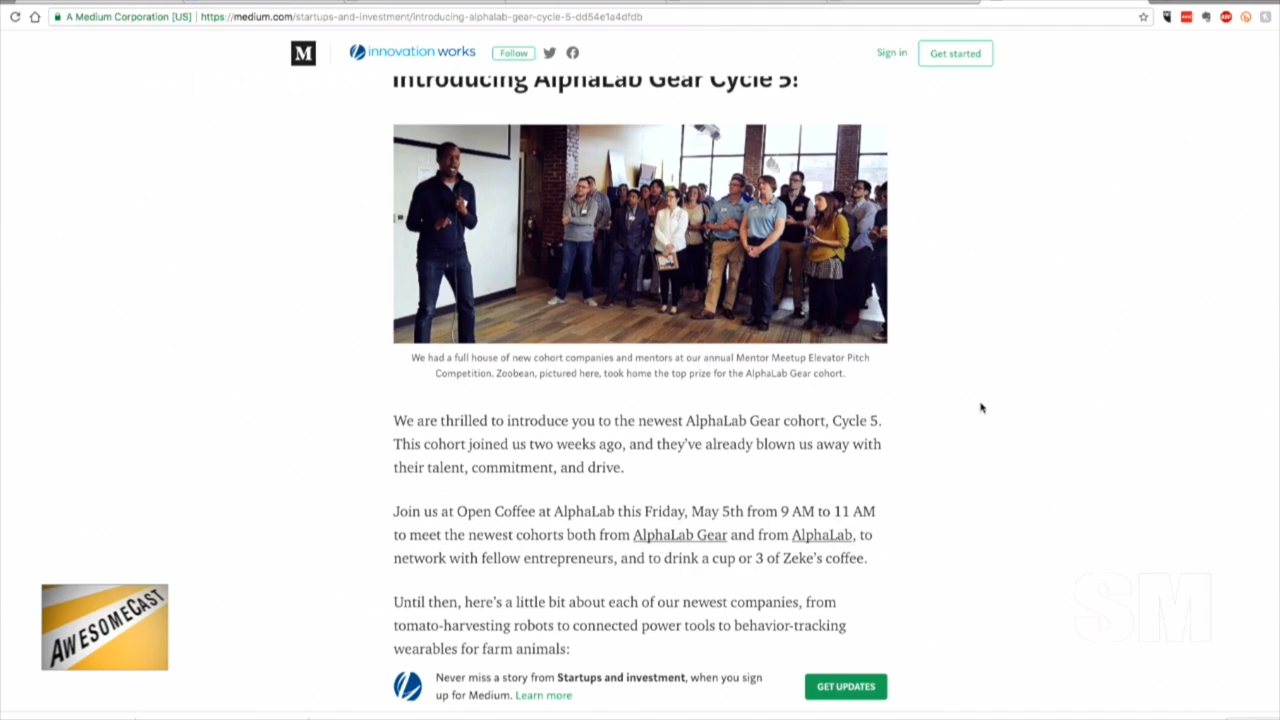 A Medium Corporation [US] https://medium.com/startups-and-investment/introducing-alphalab-gear-cycle-5-dd54e1a4dfdb
M
innovation works
Follow
Sign in
Get started
Introducing AlphaLab Gear Cycle 5!
We had a full house of new cohort companies and mentors at our annual Mentor Meetup Elevator Pitch
Competition. Zoobean, pictured here, took home the top prize for the AlphaLab Gear cohort.
We are thrilled to introduce you to the newest AlphaLab Gear cohort, Cycle 5.
This cohort joined us two weeks ago, and they've already blown us away with
their talent, commitment, and drive.
Join us at Open Coffee at AlphaLab this Friday, May 5th from 9 AM to 11 AM
to meet the newest cohorts both from AlphaLab Gear and from AlphaLab, to
network with fellow entrepreneurs, and to drink a cup or 3 of Zeke's coffee.
Until then, here's a little bit about each of our newest companies, from
tomato-harvesting robots to connected power tools to behavior-tracking
wearables for farm animals:
AWESOMECAST
SM
Never miss a story from Startups and investment, when you sign
up for Medium. Learn more
GET UPDATES